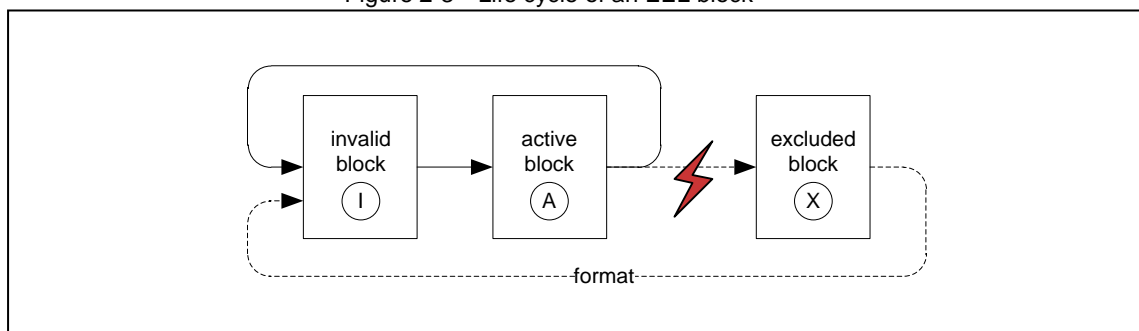 invalid
block
I
active
block
A
excluded
block
X
format